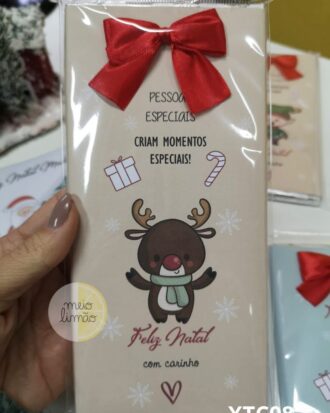 PESSOAS
ESPECIAIS
CRIAM MOMENTOS
ESPECIAIS!
meio
limão
Feliz Natal
com carinho